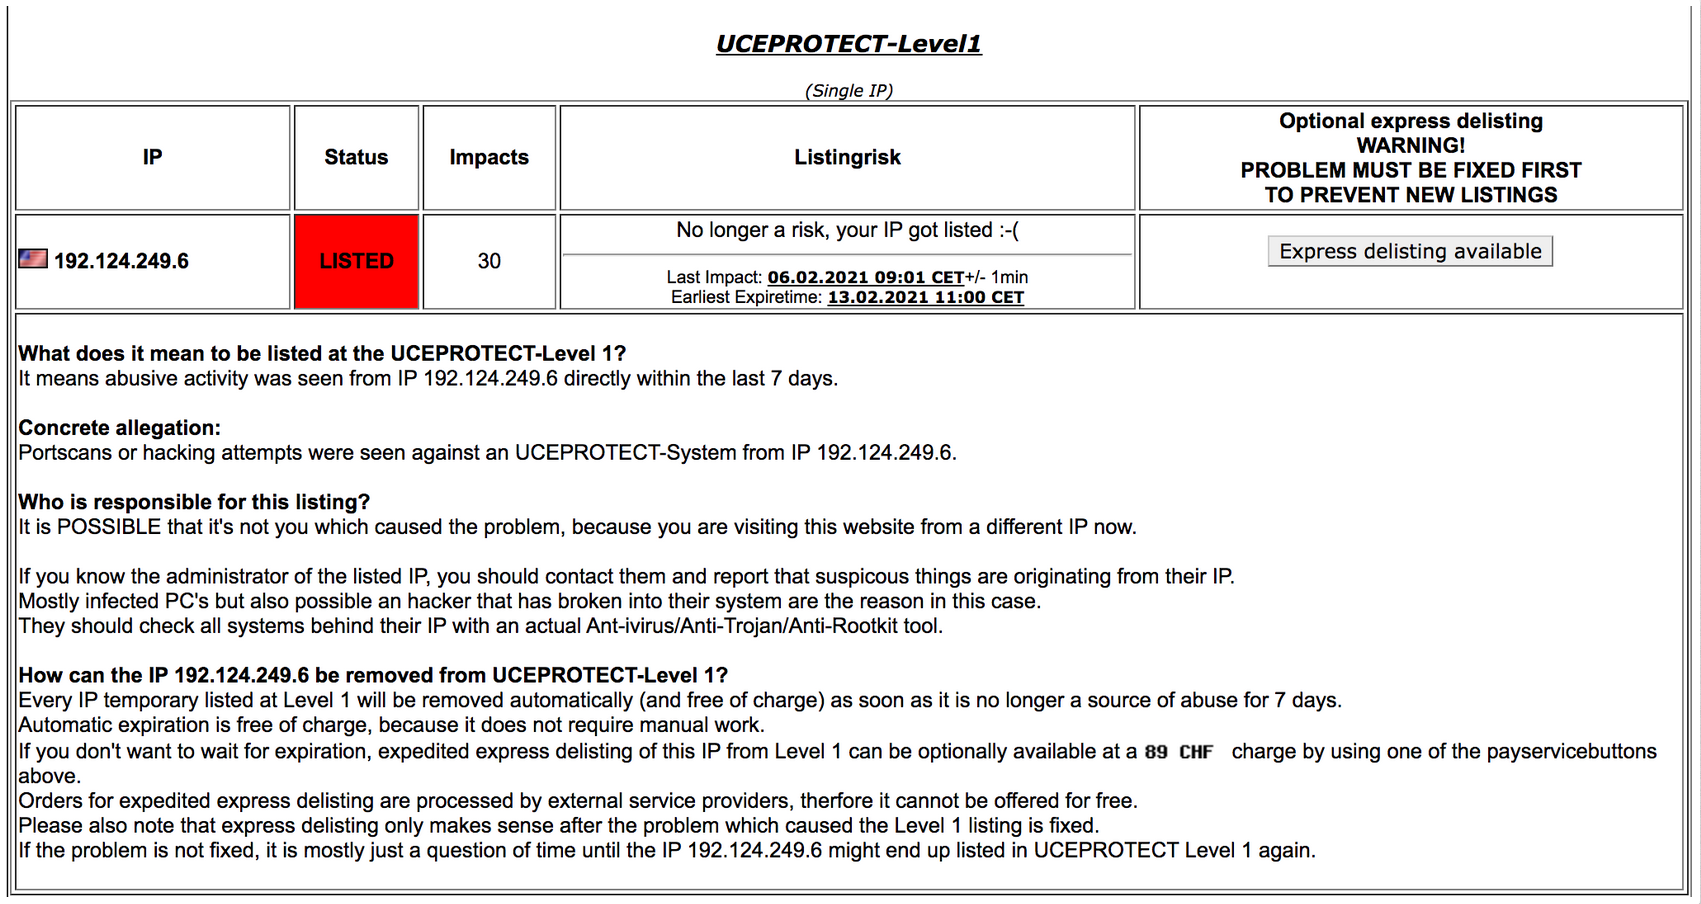 UCEPROTECT-Level1
(Single IP)
IP
Status
Impacts
Listingrisk
Optional express delisting
WARNING!
PROBLEM MUST BE FIXED FIRST
TO PREVENT NEW LISTINGS
192.124.249.6
LISTED
30
No longer a risk, your IP got listed :-(
Last Impact: 06.02.2021 09:01 CET+/- 1min
Earliest Expiretime: 13.02.2021 11:00 CET
Express delisting available
What does it mean to be listed at the UCEPROTECT-Level 1?
It means abusive activity was seen from IP 192.124.249.6 directly within the last 7 days.
Concrete allegation:
Portscans or hacking attempts were seen against an UCEPROTECT-System from IP 192.124.249.6.
Who is responsible for this listing?
It is POSSIBLE that it's not you which caused the problem, because you are visiting this website from a different IP now.
If you know the administrator of the listed IP, you should contact them and report that suspicous things are originating from their IP.
Mostly infected PC's but also possible an hacker that has broken into their system are the reason in this case.
They should check all systems behind their IP with an actual Ant-ivirus/Anti-Trojan/Anti-Rootkit tool.
How can the IP 192.124.249.6 be removed from UCEPROTECT-Level 1?
Every IP temporary listed at Level 1 will be removed automatically (and free of charge) as soon as it is no longer a source of abuse for 7 days.
Automatic expiration is free of charge, because it does not require manual work.
If you don't want to wait for expiration, expedited express delisting of this IP from Level 1 can be optionally available at a 89 CHF charge by using one of the payservicebuttons
above.
Orders for expedited express delisting are processed by external service providers, therfore it cannot be offered for free.
Please also note that express delisting only makes sense after the problem which caused the Level 1 listing is fixed.
If the problem is not fixed, it is mostly just a question of time until the IP 192.124.249.6 might end up listed in UCEPROTECT Level 1 again.